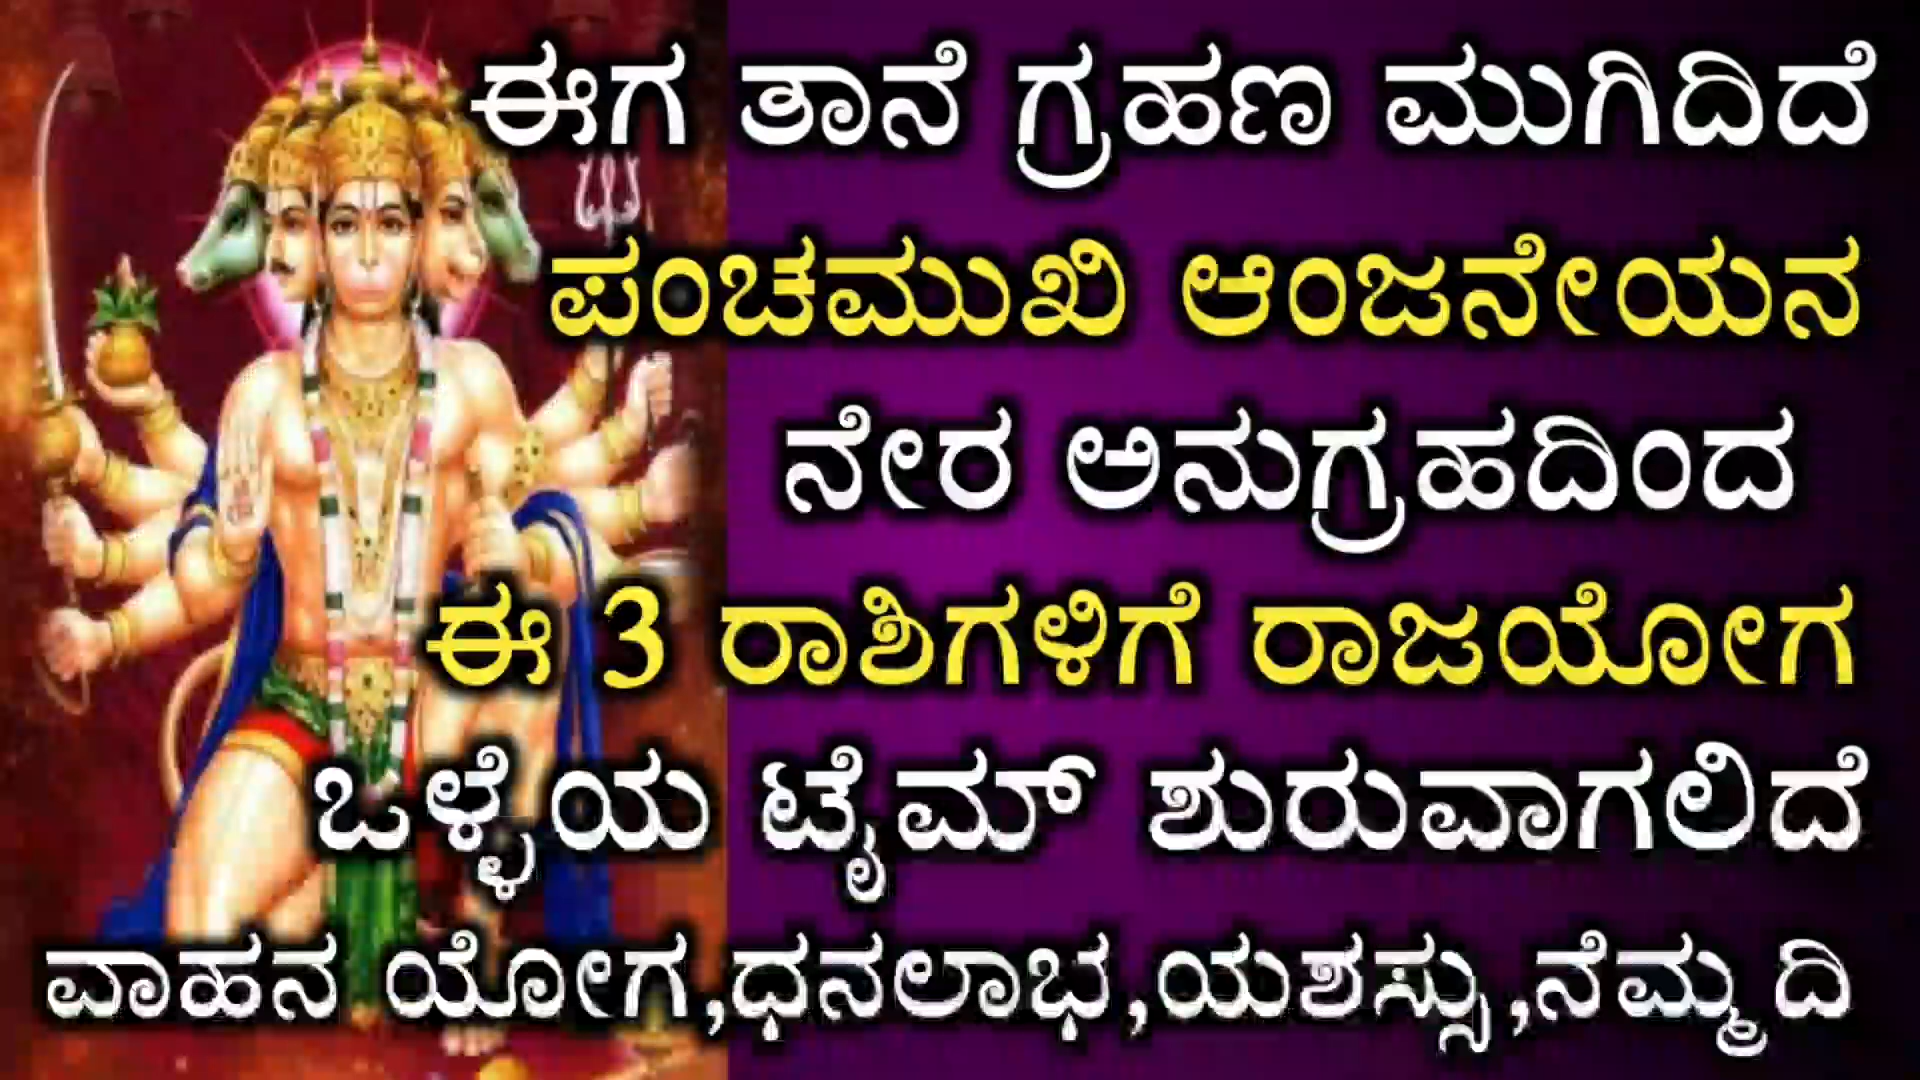 ಈಗ ತಾನೆ ಗ್ರಹಣ ಮುಗಿದಿದೆ
ಪಂಚಮುಖಿ ಆಂಜನೇಯನ
ನೇರ ಅನುಗ್ರಹದಿಂದ
ಈ 3 ರಾಶಿಗಳಿಗೆ ರಾಜಯೋಗ
ಒಳ್ಳೆಯ ಟೈಮ್ ಶುರುವಾಗಲಿದೆ
ವಾಹನ ಯೋಗ,ಧನಲಾಭ,ಯಶಸ್ಸು,ನೆಮ್ಮದಿ